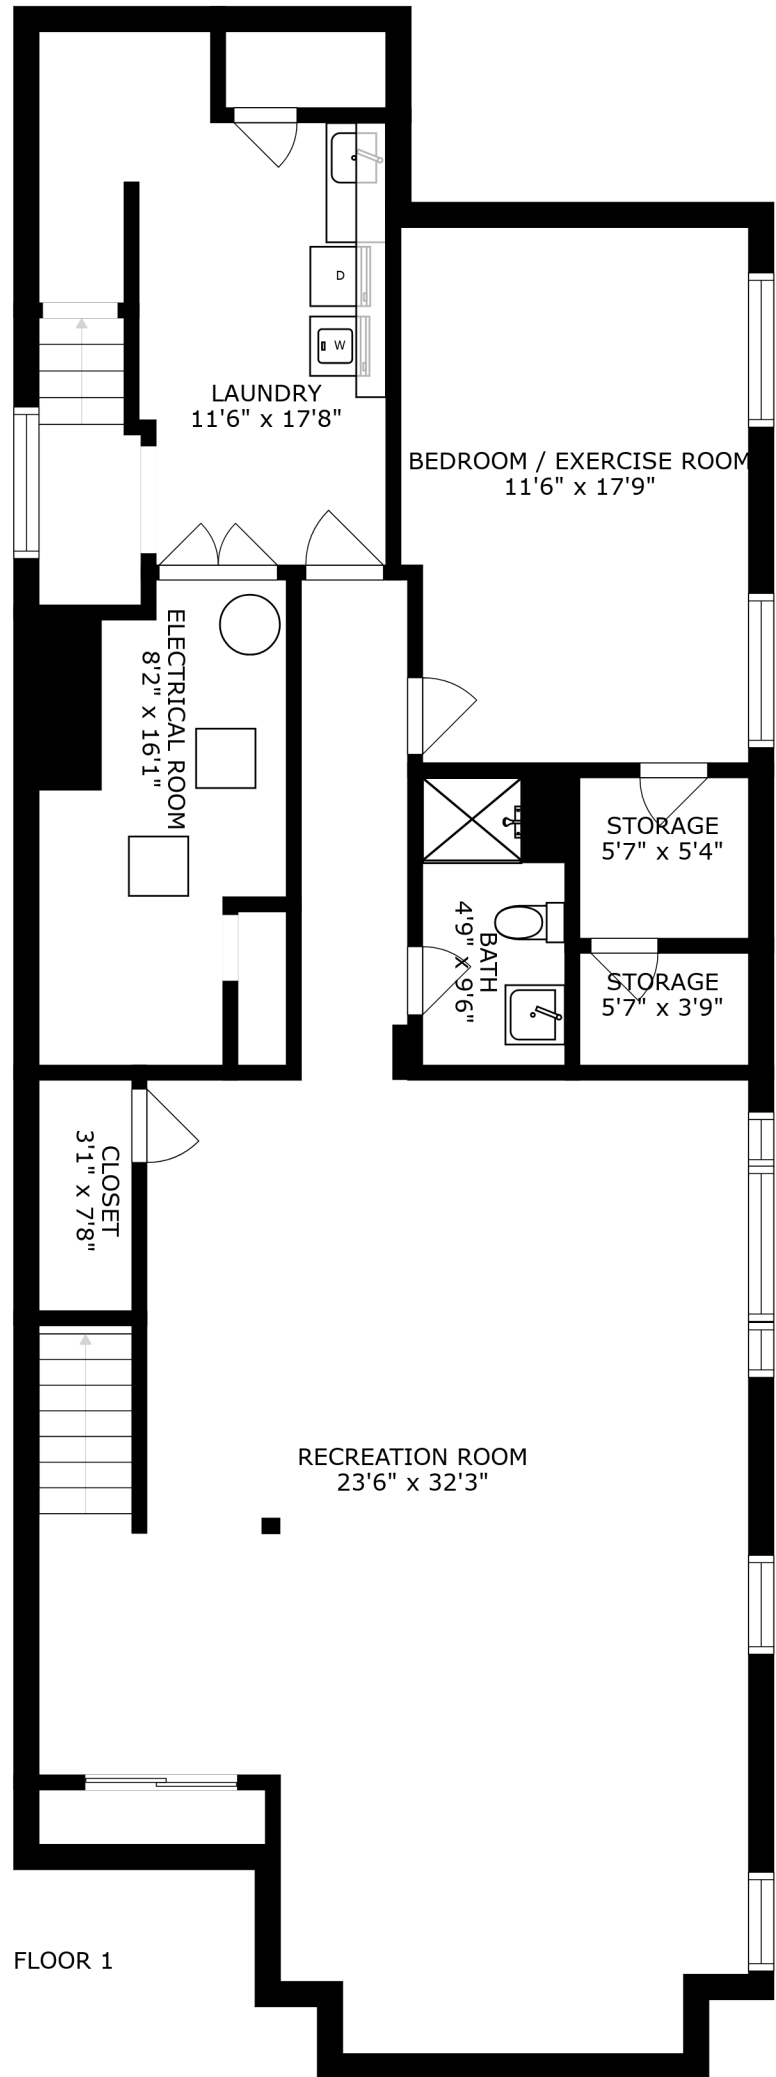 D
W
LAUNDRY
11'6" x 17'8"
BEDROOM / EXERCISE ROOM
11'6" x 17'9"
ELECTRICAL ROOM
8'2" x 16'1"
STORAGE
5'7" x 5'4"
BATH
4'9" x 9'6"
STORAGE
5'7" x 3'9"
CLOSET
3'1" x 7'8"
RECREATION ROOM
23'6" x 32'3"
FLOOR 1